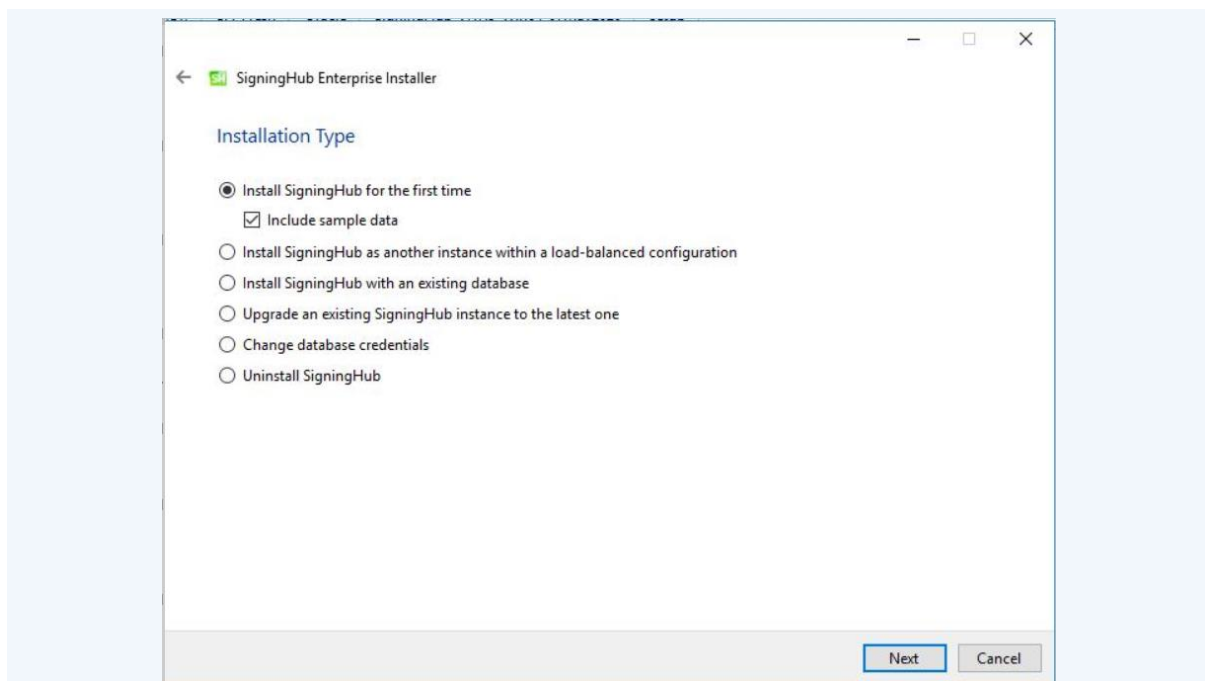 SH SigningHub Enterprise Installer
Installation Type
Install SigningHub for the first time
Include sample data
Install SigningHub as another instance within a load-balanced configuration
Install SigningHub with an existing database
Upgrade an existing SigningHub instance to the latest one
Change database credentials
Uninstall SigningHub
Next Cancel